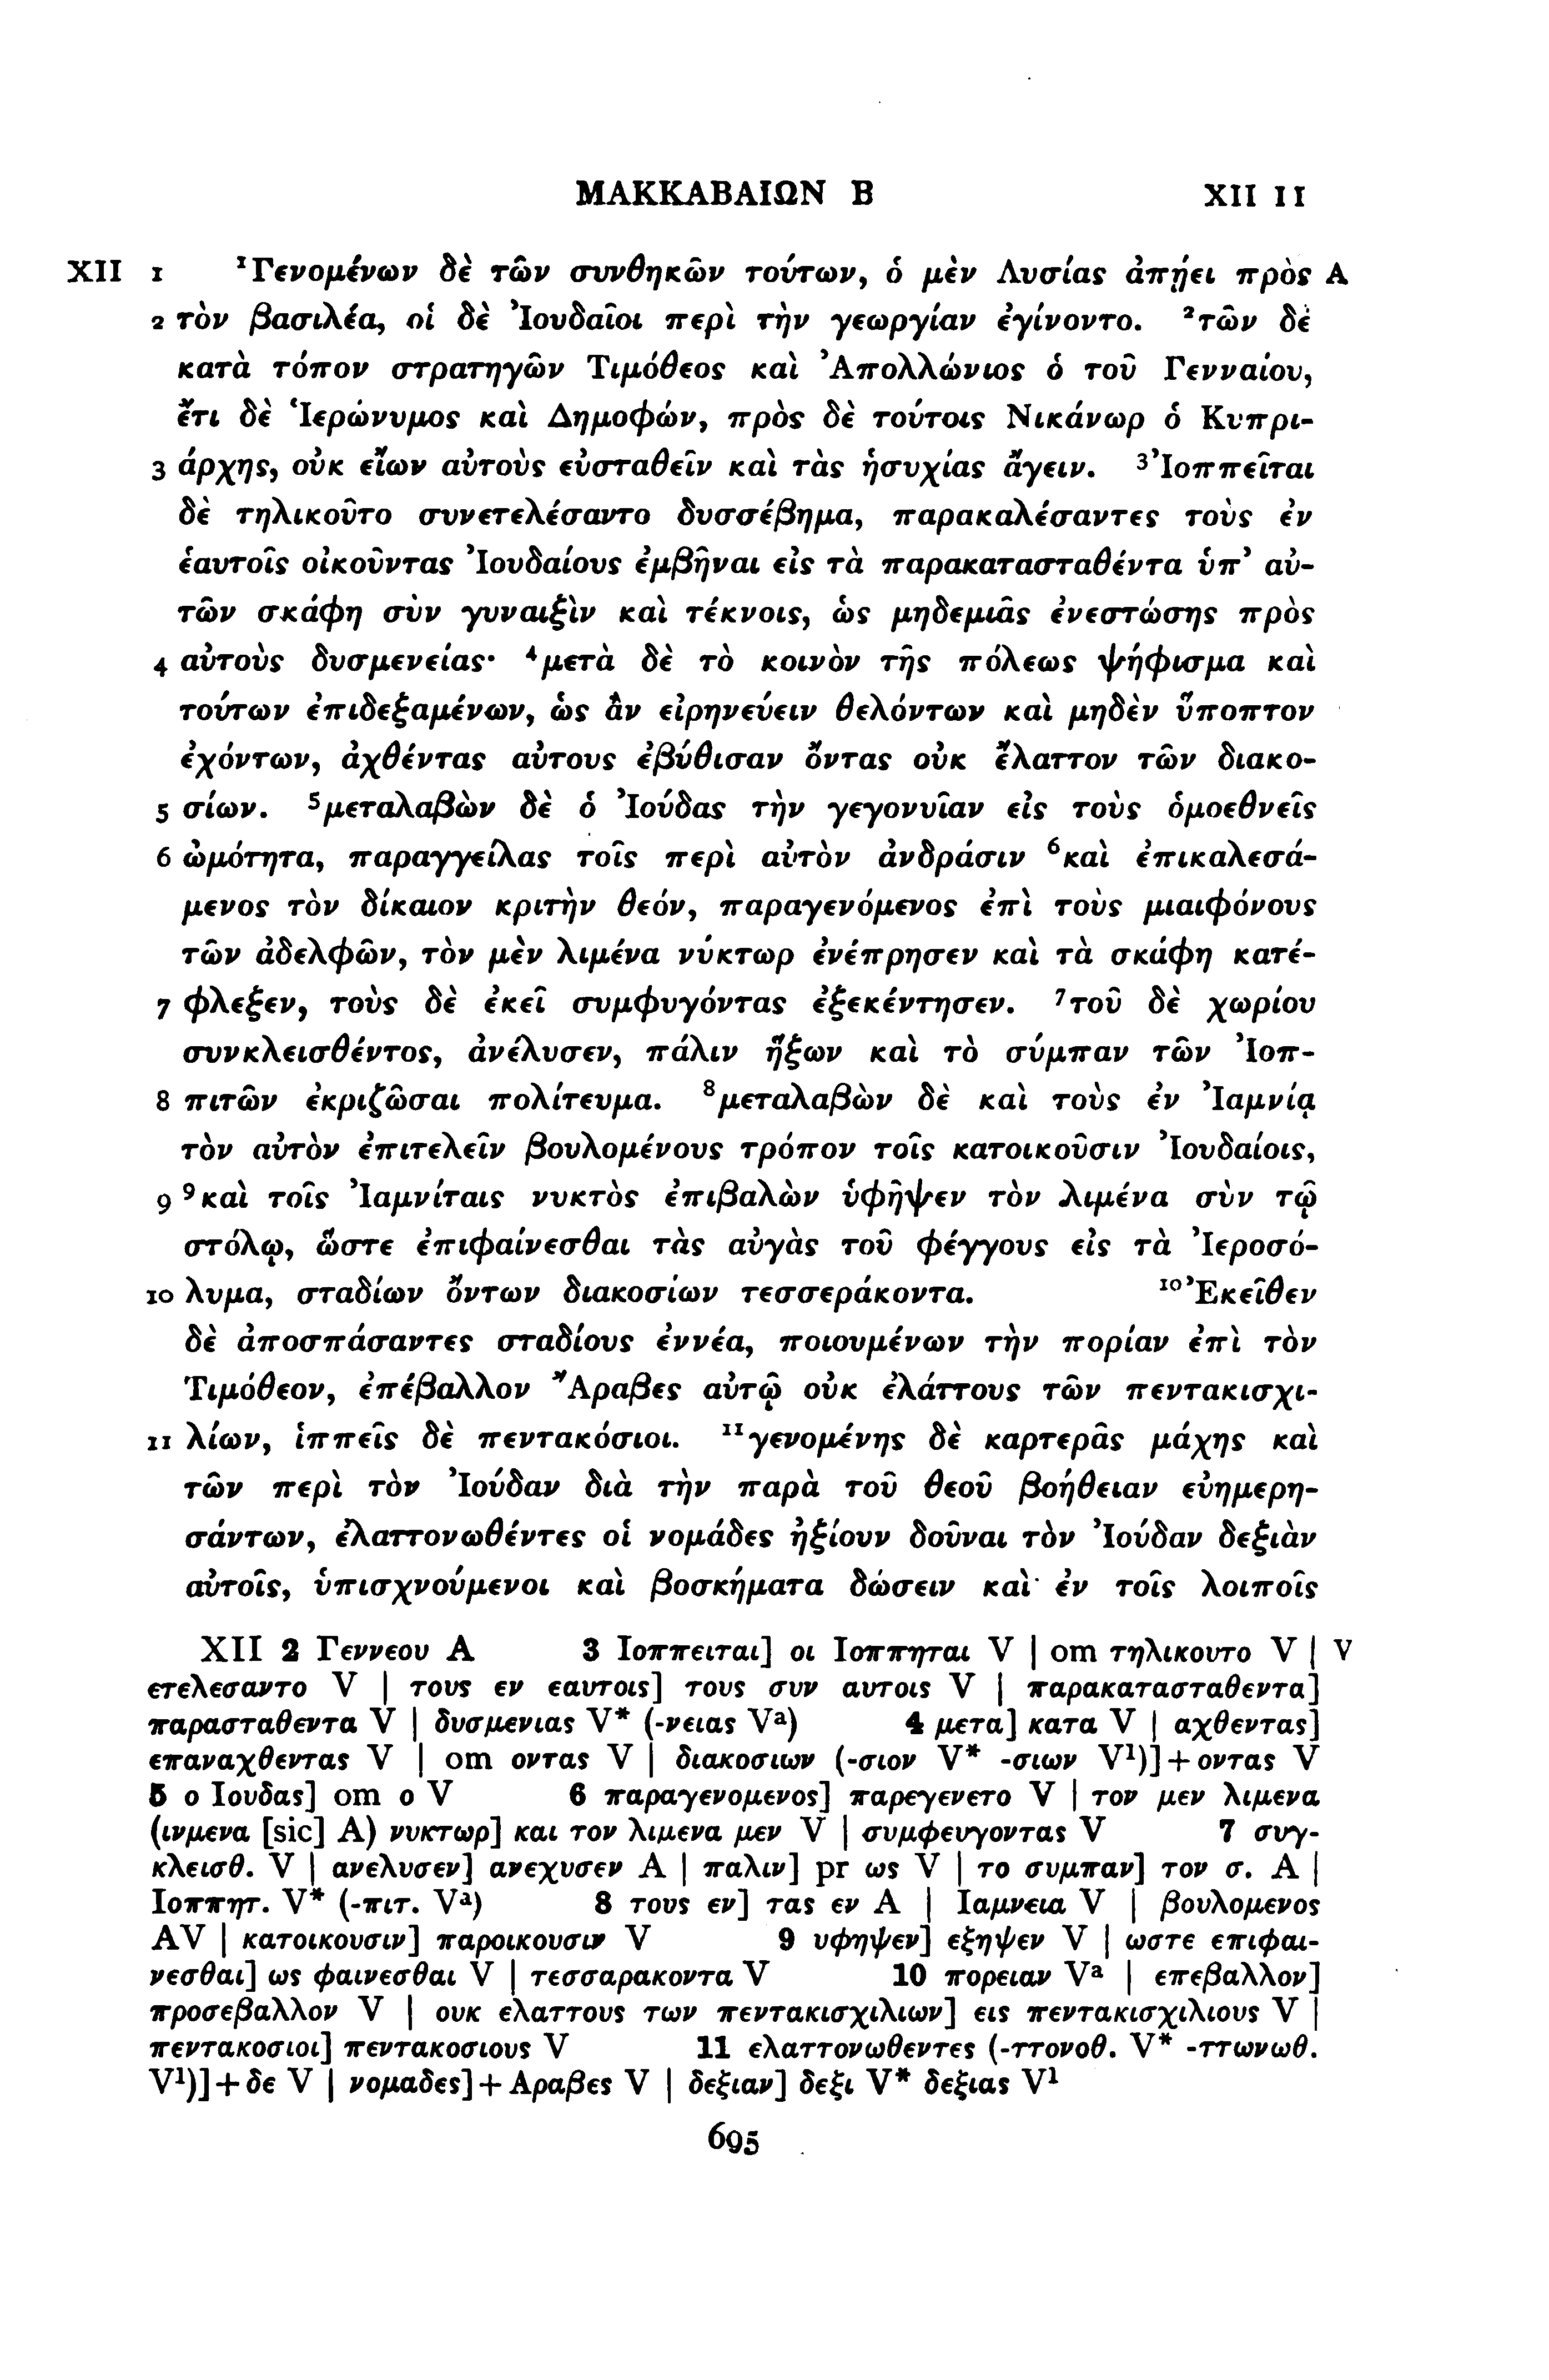 ΜΑΚΚΑΒΑΙΩΝ Β XII 11
XII 1 ¹Γενομένων δὲ τῶν συνθηκῶν τούτων, ὁ μὲν Λυσίας ἀπῄει πρὸς A
2 τὸν βασιλέα, οἱ δὲ Ἰουδαῖοι περὶ τὴν γεωργίαν ἐγίνοντο. ²τῶν δὲ
κατὰ τόπον στρατηγῶν Τιμόθεος καὶ Ἀπολλώνιος ὁ τοῦ Γενναίου,
ἔτι δὲ Ἱερώνυμος καὶ Δημοφών, πρὸς δὲ τούτοις Νικάνωρ ὁ Κυπρι-
3 άρχης, οὐκ εἴων αὐτοὺς εὐσταθεῖν καὶ τὰς ἡσυχίας ἄγειν. ³Ἰοππεῖται
δὲ τηλικοῦτο συνετελέσαντο δυσσέβημα, παρακαλέσαντες τοὺς ἐν
ἑαυτοῖς οἰκοῦντας Ἰουδαίους ἐμβῆναι εἰς τὰ παρακατασταθέντα ὑπ’ αὐ-
τῶν σκάφη σὺν γυναιξὶν καὶ τέκνοις, ὡς μηδεμιᾶς ἐνεστώσης πρὸς
4 αὐτοὺς δυσμενείας· ⁴μετὰ δὲ τὸ κοινὸν τῆς πόλεως ψήφισμα καὶ
τούτων ἐπιδεξαμένων, ὡς ἂν εἰρηνεύειν θελόντων καὶ μηδὲν ὕποπτον
ἐχόντων, ἀχθέντας αὐτους ἐβύθισαν ὄντας οὐκ ἔλαττον τῶν διακο-
5 σίων. ⁵μεταλαβὼν δὲ ὁ Ἰούδας τὴν γεγονυῖαν εἰς τοὺς ὁμοεθνεῖς
6 ὠμότητα, παραγγείλας τοῖς περὶ αὐτὸν ἀνδράσιν ⁶καὶ ἐπικαλεσά-
μενος τὸν δίκαιον κριτὴν θεόν, παραγενόμενος ἐπὶ τοὺς μιαιφόνους
τῶν ἀδελφῶν, τὸν μὲν λιμένα νύκτωρ ἐνέπρησεν καὶ τὰ σκάφη κατέ-
7 φλεξεν, τοὺς δὲ ἐκεῖ συμφυγόντας ἐξεκέντησεν. ⁷τοῦ δὲ χωρίου
συνκλεισθέντος, ἀνέλυσεν, πάλιν ἥξων καὶ τὸ σύμπαν τῶν Ἰοπ-
8 πιτῶν ἐκριζῶσαι πολίτευμα. ⁸μεταλαβὼν δὲ καὶ τοὺς ἐν Ἰαμνίᾳ
τὸν αὐτὸν ἐπιτελεῖν βουλομένους τρόπον τοῖς κατοικοῦσιν Ἰουδαίοις,
9 ⁹καὶ τοῖς Ἰαμνίταις νυκτὸς ἐπιβαλὼν ὑφῆψεν τὸν λιμένα σὺν τῷ
στόλῳ, ὥστε ἐπιφαίνεσθαι τὰς αὐγὰς τοῦ φέγγους εἰς τὰ Ἰεροσό-
10 λυμα, σταδίων ὄντων διακοσίων τεσσεράκοντα. ¹⁰Ἐκεῖθεν
δὲ ἀποσπάσαντες σταδίους ἐννέα, ποιουμένων τὴν πορίαν ἐπὶ τὸν
Τιμόθεον, ἐπέβαλλον Ἄραβες αὐτῷ οὐκ ἐλάττους τῶν πεντακισχι-
11 λίων, ἱππεῖς δὲ πεντακόσιοι. ¹¹γενομένης δὲ καρτερᾶς μάχης καὶ
τῶν περὶ τὸν Ἰούδαν διὰ τὴν παρὰ τοῦ θεοῦ βοήθειαν εὐημερη-
σάντων, ἐλαττονωθέντες οἱ νομάδες ἠξίουν δοῦναι τὸν Ἰούδαν δεξιὰν
αὐτοῖς, ὑπισχνούμενοι καὶ βοσκήματα δώσειν καὶ ἐν τοῖς λοιποῖς
XII 2 Γεννεου A 3 Ιοππειται] οι Ιοππηται V | om τηλικουτο V | V
ετελεσαντο V | τους εν εαυτοις] τους συν αυτοις V | παρακατασταθεντα]
παρασταθεντα V | δυσμενιας V* (-νειας Vᵃ) 4 μετα] κατα V | αχθεντας]
επαναχθεντας V | om οντας V | διακοσιων (-σιον V* -σιων V¹)]+οντας V
5 ο Ιουδας] om ο V 6 παραγενομενος] παρεγενετο V | τον μεν λιμενα
(ινμενα [sic] A) νυκτωρ] και τον λιμενα μεν V | συμφευγοντας V 7 συγ-
κλεισθ. V | ανελυσεν] ανεχυσεν A | παλιν] pr ως V | το συμπαν] τον σ. A |
Ιοππητ. V* (-πιτ. Vᵃ) 8 τους εν] τας εν A | Ιαμνεια V | βουλομενος
AV | κατοικουσιν] παροικουσιν V 9 υφηψεν] εξηψεν V | ωστε επιφαι-
νεσθαι] ως φαινεσθαι V | τεσσαρακοντα V 10 πορειαν Vᵃ | επεβαλλον]
προσεβαλλον V | ουκ ελαττους των πεντακισχιλιων] εις πεντακισχιλιους V |
πεντακοσιοι] πεντακοσιους V 11 ελαττονωθεντες (-ττονοθ. V* -ττωνωθ.
V¹)]+δε V | νομαδες]+Αραβες V | δεξιαν] δεξι V* δεξιας V¹
695